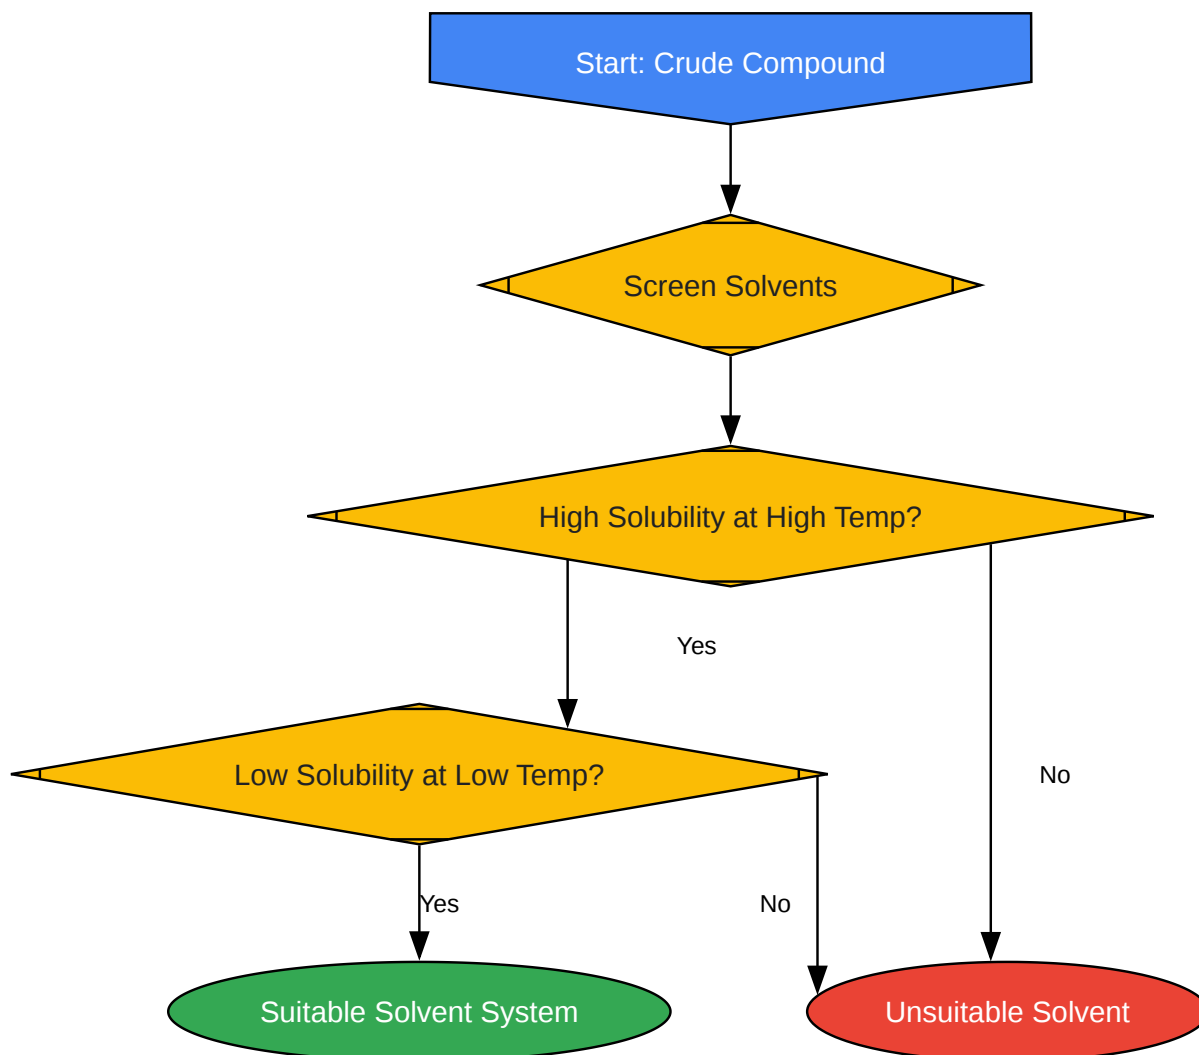 Start: Crude Compound
Screen Solvents
High Solubility at High Temp?
Yes
Low Solubility at Low Temp?
No
Yes
No
Suitable Solvent System
Unsuitable Solvent